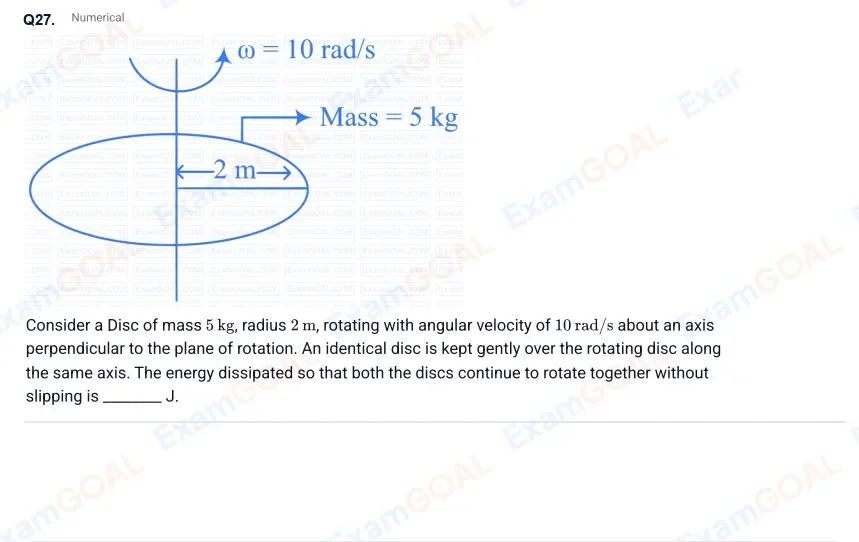 Q27. Numerical
ω = 10 rad/s
Mass = 5 kg
2 m
Consider a Disc of mass 5 kg, radius 2 m, rotating with angular velocity of 10 rad/s about an axis
perpendicular to the plane of rotation. An identical disc is kept gently over the rotating disc along
the same axis. The energy dissipated so that both the discs continue to rotate together without
slipping is ________ J.
ExamGOAL